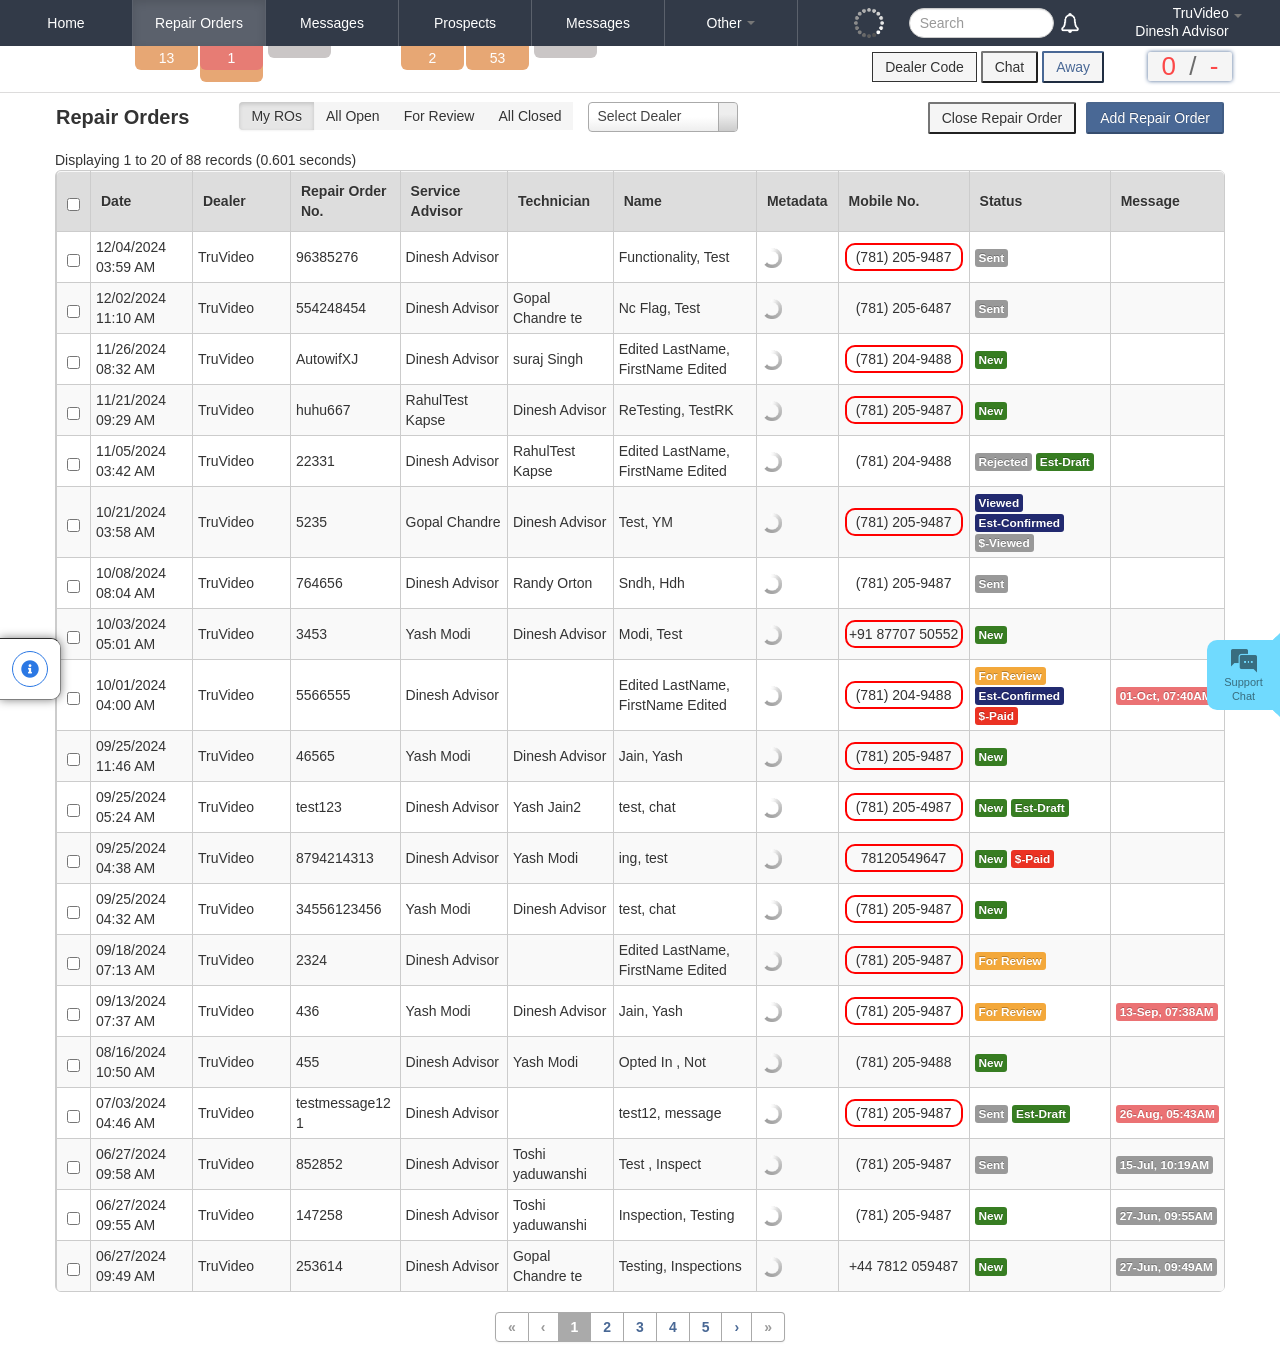 Home Repair Orders Messages Prospects Messages Other Search TruVideo
Dinesh Advisor
13 1 2 53 Dealer Code Chat Away 0 / -
Repair Orders My ROs All Open For Review All Closed Select Dealer Close Repair Order Add Repair Order
Displaying 1 to 20 of 88 records (0.601 seconds)
Date Dealer Repair Order No. Service Advisor Technician Name Metadata Mobile No. Status Message
12/04/2024 03:59 AM TruVideo 96385276 Dinesh Advisor Functionality, Test (781) 205-9487 Sent
12/02/2024 11:10 AM TruVideo 554248454 Dinesh Advisor Gopal Chandre te Nc Flag, Test (781) 205-6487 Sent
11/26/2024 08:32 AM TruVideo AutowifXJ Dinesh Advisor suraj Singh Edited LastName, FirstName Edited (781) 204-9488 New
11/21/2024 09:29 AM TruVideo huhu667 RahulTest Kapse Dinesh Advisor ReTesting, TestRK (781) 205-9487 New
11/05/2024 03:42 AM TruVideo 22331 Dinesh Advisor RahulTest Kapse Edited LastName, FirstName Edited (781) 204-9488 Rejected Est-Draft
10/21/2024 03:58 AM TruVideo 5235 Gopal Chandre Dinesh Advisor Test, YM (781) 205-9487 Viewed Est-Confirmed $-Viewed
10/08/2024 08:04 AM TruVideo 764656 Dinesh Advisor Randy Orton Sndh, Hdh (781) 205-9487 Sent
10/03/2024 05:01 AM TruVideo 3453 Yash Modi Dinesh Advisor Modi, Test +91 87707 50552 New
10/01/2024 04:00 AM TruVideo 5566555 Dinesh Advisor Edited LastName, FirstName Edited (781) 204-9488 For Review Est-Confirmed $-Paid 01-Oct, 07:40AM
Support
Chat
09/25/2024 11:46 AM TruVideo 46565 Yash Modi Dinesh Advisor Jain, Yash (781) 205-9487 New
09/25/2024 05:24 AM TruVideo test123 Dinesh Advisor Yash Jain2 test, chat (781) 205-4987 New Est-Draft
09/25/2024 04:38 AM TruVideo 8794214313 Dinesh Advisor Yash Modi ing, test 78120549647 New $-Paid
09/25/2024 04:32 AM TruVideo 34556123456 Yash Modi Dinesh Advisor test, chat (781) 205-9487 New
09/18/2024 07:13 AM TruVideo 2324 Dinesh Advisor Edited LastName, FirstName Edited (781) 205-9487 For Review
09/13/2024 07:37 AM TruVideo 436 Yash Modi Dinesh Advisor Jain, Yash (781) 205-9487 For Review 13-Sep, 07:38AM
08/16/2024 10:50 AM TruVideo 455 Dinesh Advisor Yash Modi Opted In , Not (781) 205-9488 New
07/03/2024 04:46 AM TruVideo testmessage12 1 Dinesh Advisor test12, message (781) 205-9487 Sent Est-Draft 26-Aug, 05:43AM
06/27/2024 09:58 AM TruVideo 852852 Dinesh Advisor Toshi yaduwanshi Test , Inspect (781) 205-9487 Sent 15-Jul, 10:19AM
06/27/2024 09:55 AM TruVideo 147258 Dinesh Advisor Toshi yaduwanshi Inspection, Testing (781) 205-9487 New 27-Jun, 09:55AM
06/27/2024 09:49 AM TruVideo 253614 Dinesh Advisor Gopal Chandre te Testing, Inspections +44 7812 059487 New 27-Jun, 09:49AM
« ‹ 1 2 3 4 5 › »